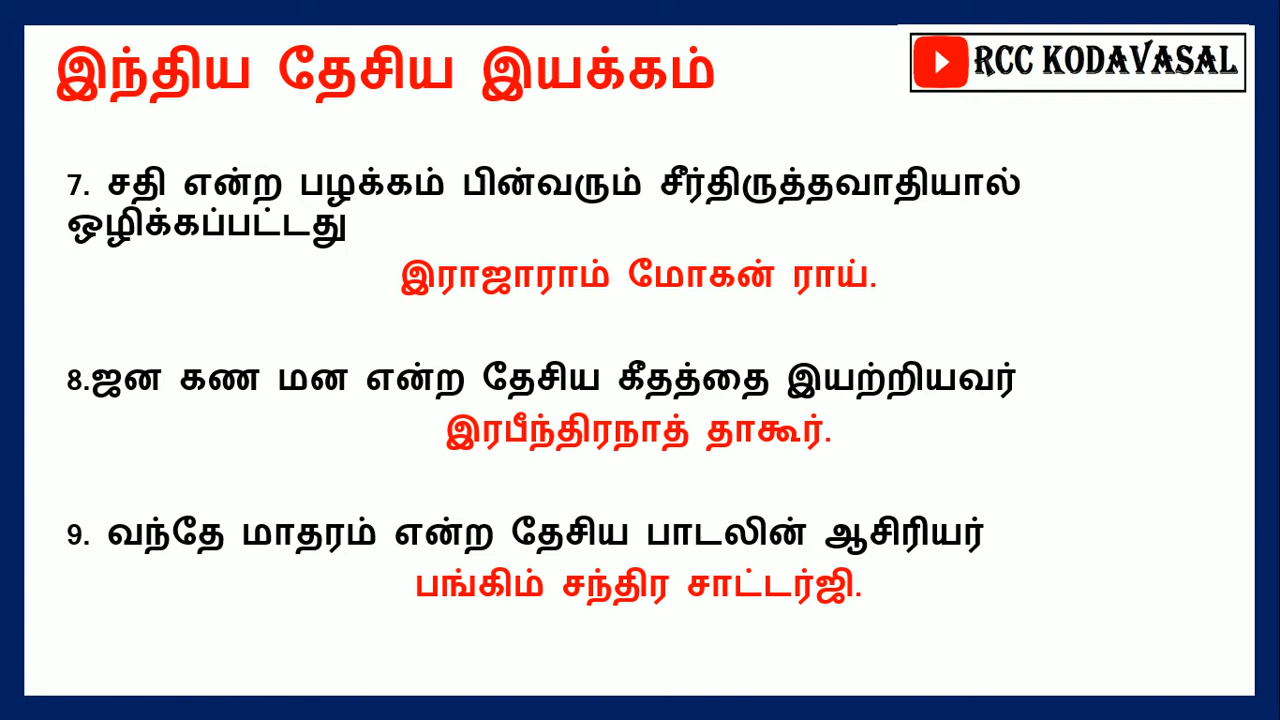 இந்திய தேசிய இயக்கம்
RCC KODAVASAL
7. சதி என்ற பழக்கம் பின்வரும் சீர்திருத்தவாதியால்
ஒழிக்கப்பட்டது
இராஜாராம் மோகன் ராய்.
8.ஜன கண மன என்ற தேசிய கீதத்தை இயற்றியவர்
இரபீந்திரநாத் தாகூர்.
9. வந்தே மாதரம் என்ற தேசிய பாடலின் ஆசிரியர்
பங்கிம் சந்திர சாட்டர்ஜி.